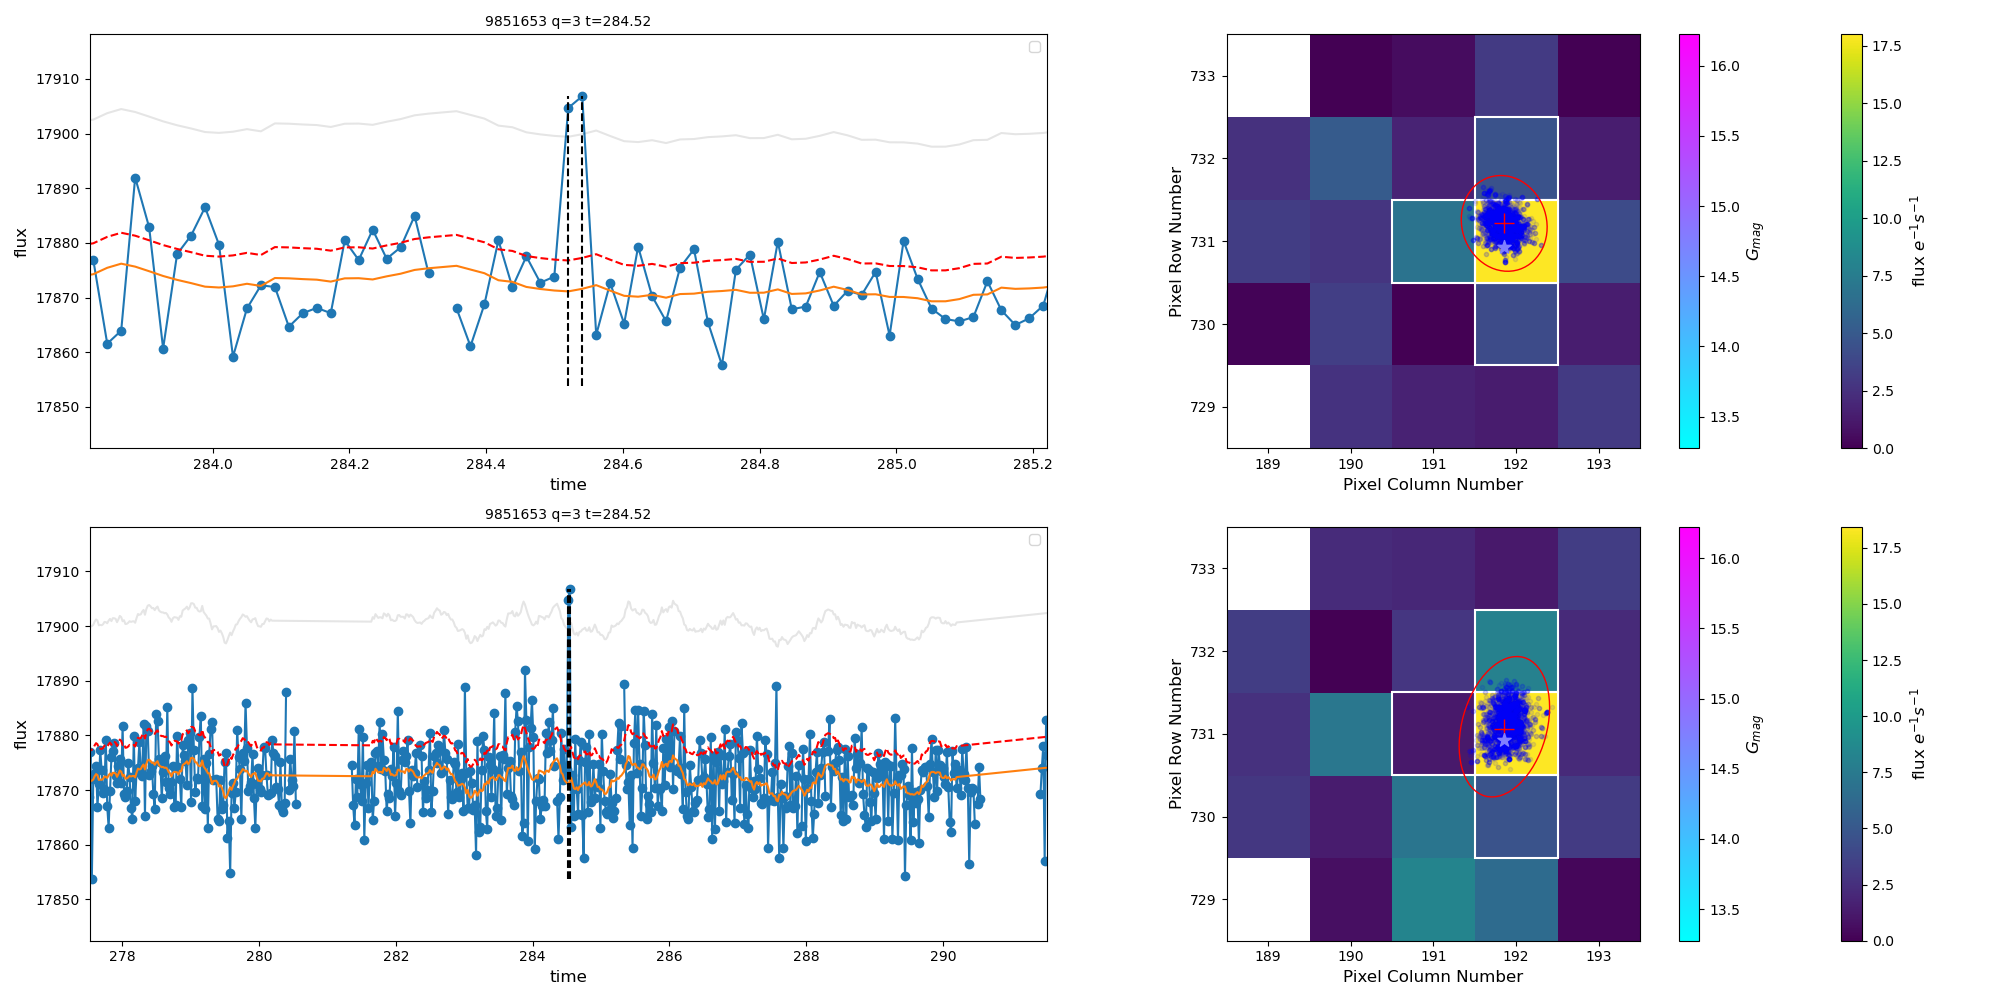 9851653 q=3 t=284.52
flux
17910
17900
17890
17880
17870
17860
17850
284.0 284.2 284.4 284.6 284.8 285.0 285.2
time
Pixel Row Number
733
732
731
730
729
189 190 191 192 193
Pixel Column Number
16.0
15.5
15.0
14.5
14.0
13.5
G_mag
17.5
15.0
12.5
10.0
7.5
5.0
2.5
0.0
flux e⁻¹s⁻¹
9851653 q=3 t=284.52
flux
17910
17900
17890
17880
17870
17860
17850
278 280 282 284 286 288 290
time
Pixel Row Number
733
732
731
730
729
189 190 191 192 193
Pixel Column Number
16.0
15.5
15.0
14.5
14.0
13.5
G_mag
17.5
15.0
12.5
10.0
7.5
5.0
2.5
0.0
flux e⁻¹s⁻¹